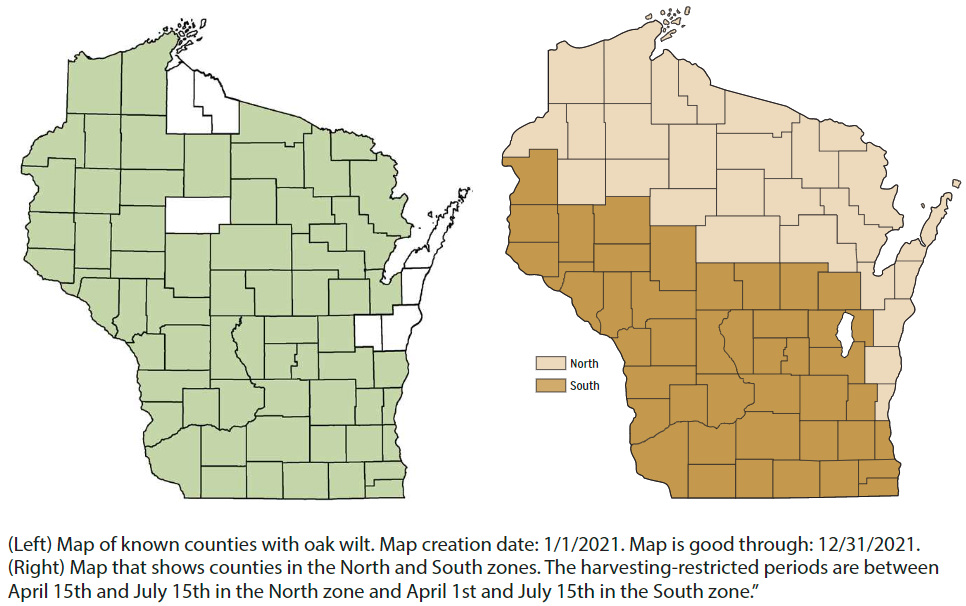 North
South
(Left) Map of known counties with oak wilt. Map creation date: 1/1/2021. Map is good through: 12/31/2021.
(Right) Map that shows counties in the North and South zones. The harvesting-restricted periods are between
April 15th and July 15th in the North zone and April 1st and July 15th in the South zone.”